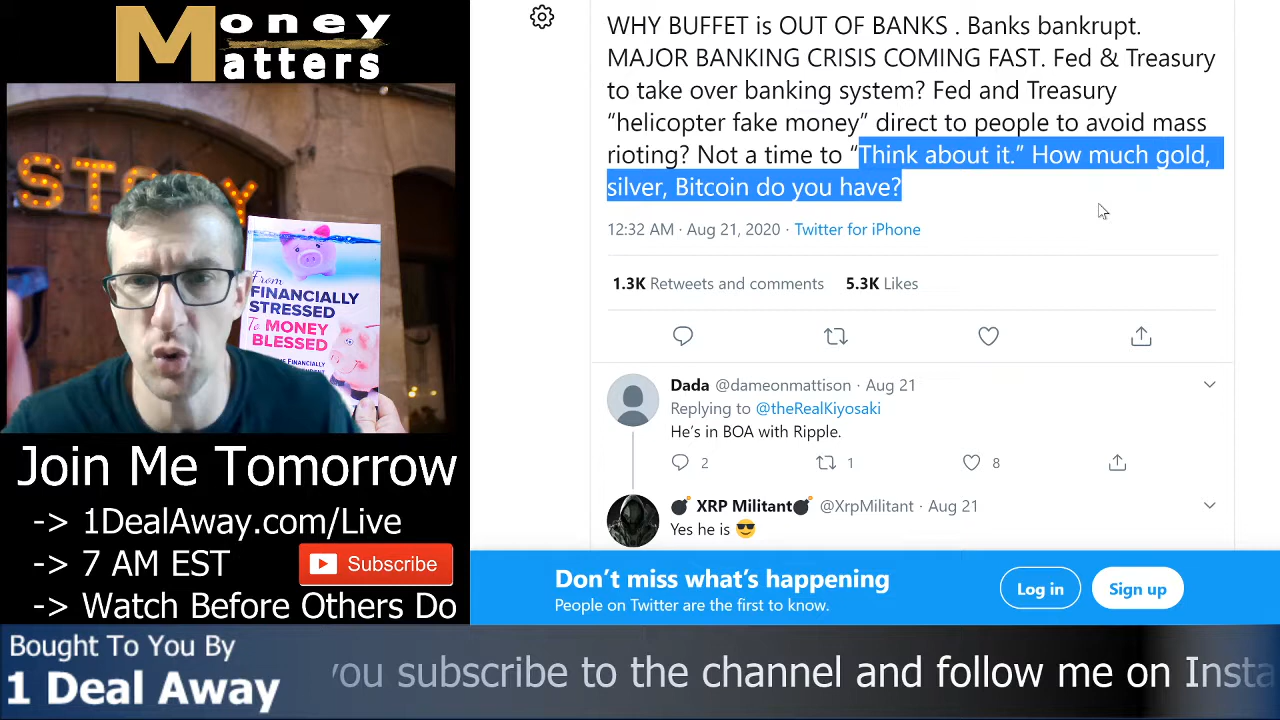 Money
Matters
STORY
From
FINANCIALLY
STRESSED
To MONEY
BLESSED
Join Me Tomorrow
-> 1DealAway.com/Live
-> 7 AM EST
Subscribe
-> Watch Before Others Do
WHY BUFFET is OUT OF BANKS . Banks bankrupt.
MAJOR BANKING CRISIS COMING FAST. Fed & Treasury
to take over banking system? Fed and Treasury
“helicopter fake money” direct to people to avoid mass
rioting? Not a time to “Think about it.” How much gold,
silver, Bitcoin do you have?
12:32 AM · Aug 21, 2020 · Twitter for iPhone
1.3K Retweets and comments 5.3K Likes
Dada @dameonmattison · Aug 21
Replying to @theRealKiyosaki
He’s in BOA with Ripple.
2 1 8
XRP Militant @XrpMilitant · Aug 21
Yes he is
Don’t miss what’s happening
People on Twitter are the first to know.
Log in Sign up
Bought To You By
1 Deal Away
you subscribe to the channel and follow me on Insta